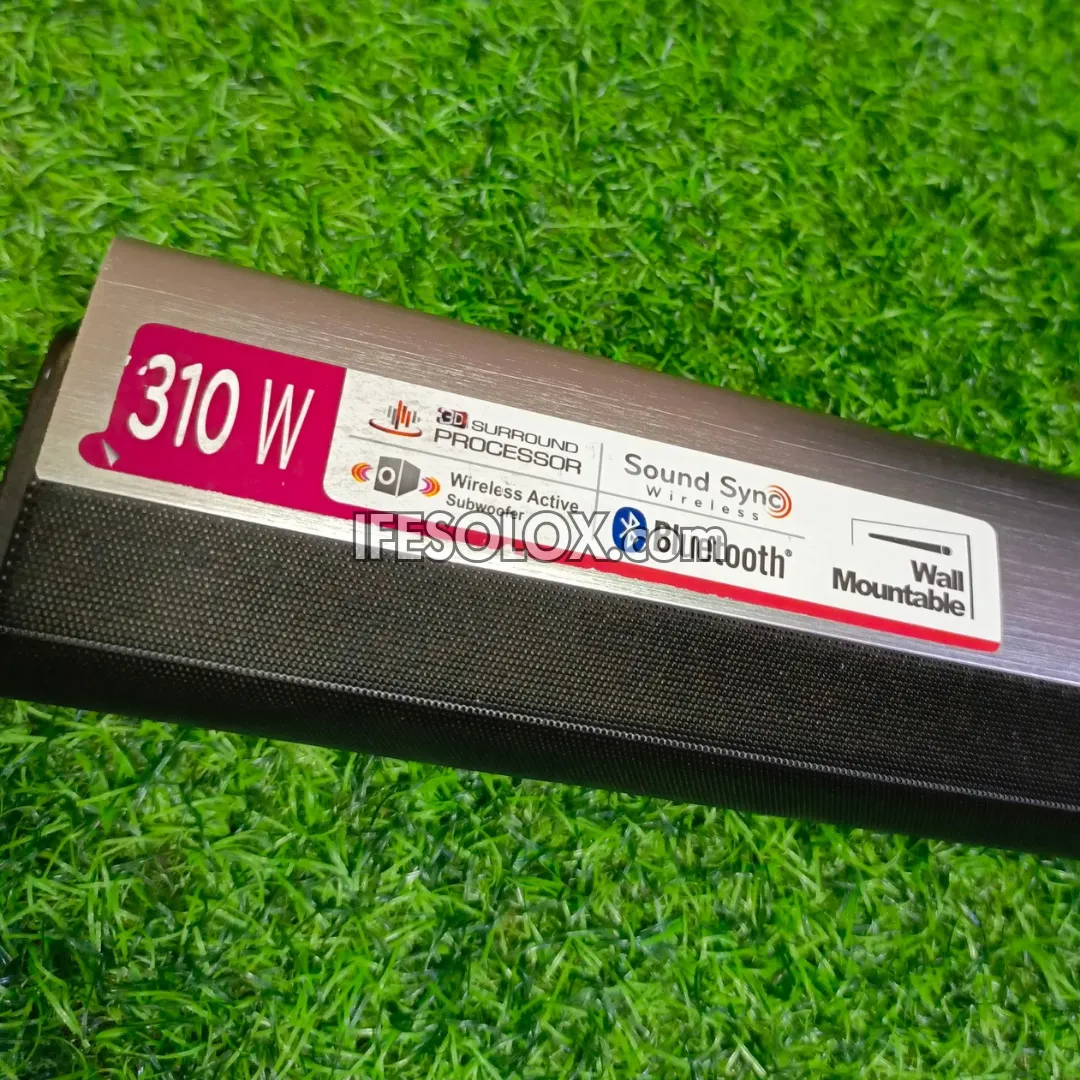 310 W
3D SURROUND
PROCESSOR
Wireless Active
Subwoofer
Sound Sync
Wireless
Bluetooth®
Wall
Mountable
IFESOLOX.com